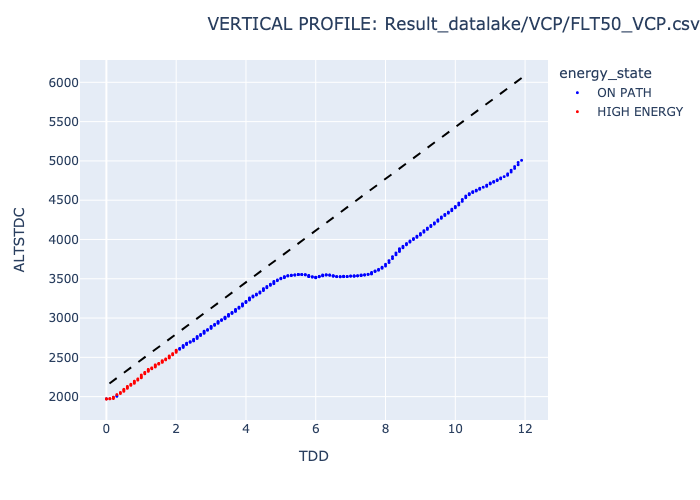 VERTICAL PROFILE: Result_datalake/VCP/FLT50_VCP.csv
energy_state
ON PATH
HIGH ENERGY
ALTSTDC
6000
5500
5000
4500
4000
3500
3000
2500
2000
0 2 4 6 8 10 12
TDD